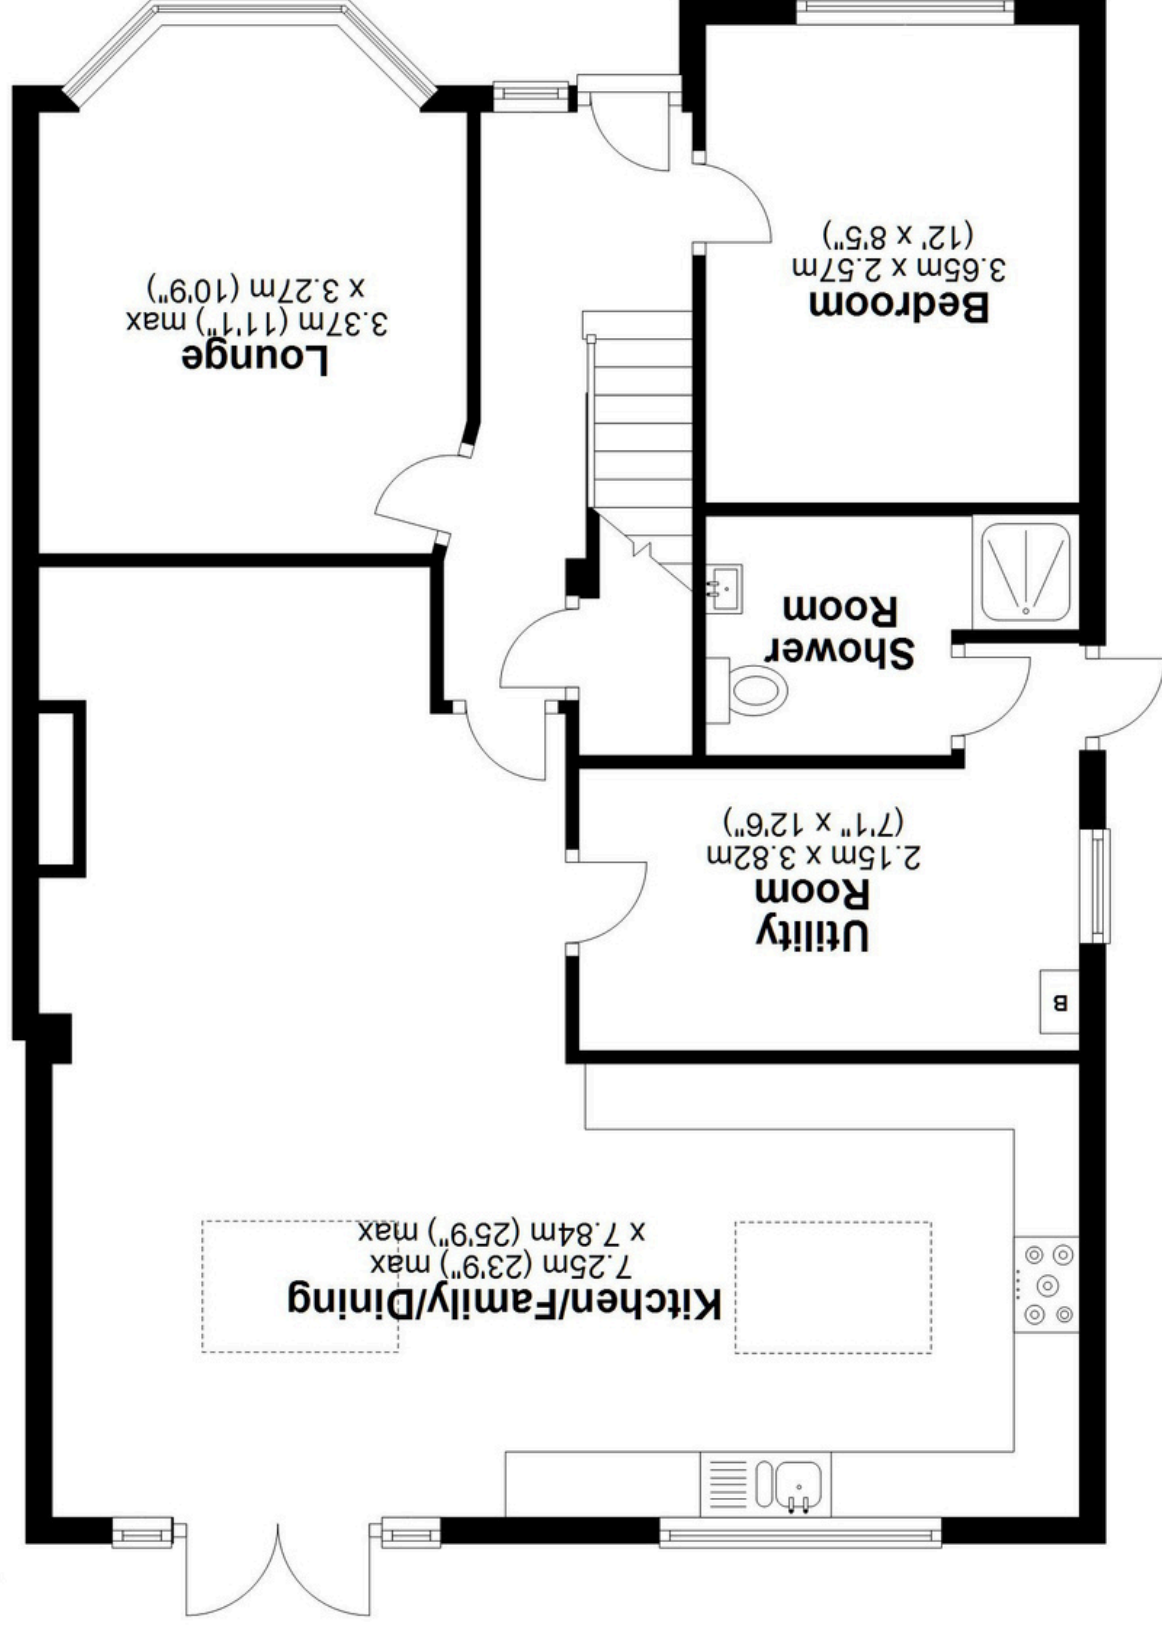 Kitchen/Family/Dining
7.25m (23'9") max
x 7.84m (25'9") max
B
Utility
Room
2.15m x 3.82m
(7'1" x 12'6")
Shower
Room
Lounge
3.37m (11'1") max
x 3.27m (10'9")
Bedroom
3.65m x 2.57m
(12' x 8'5")